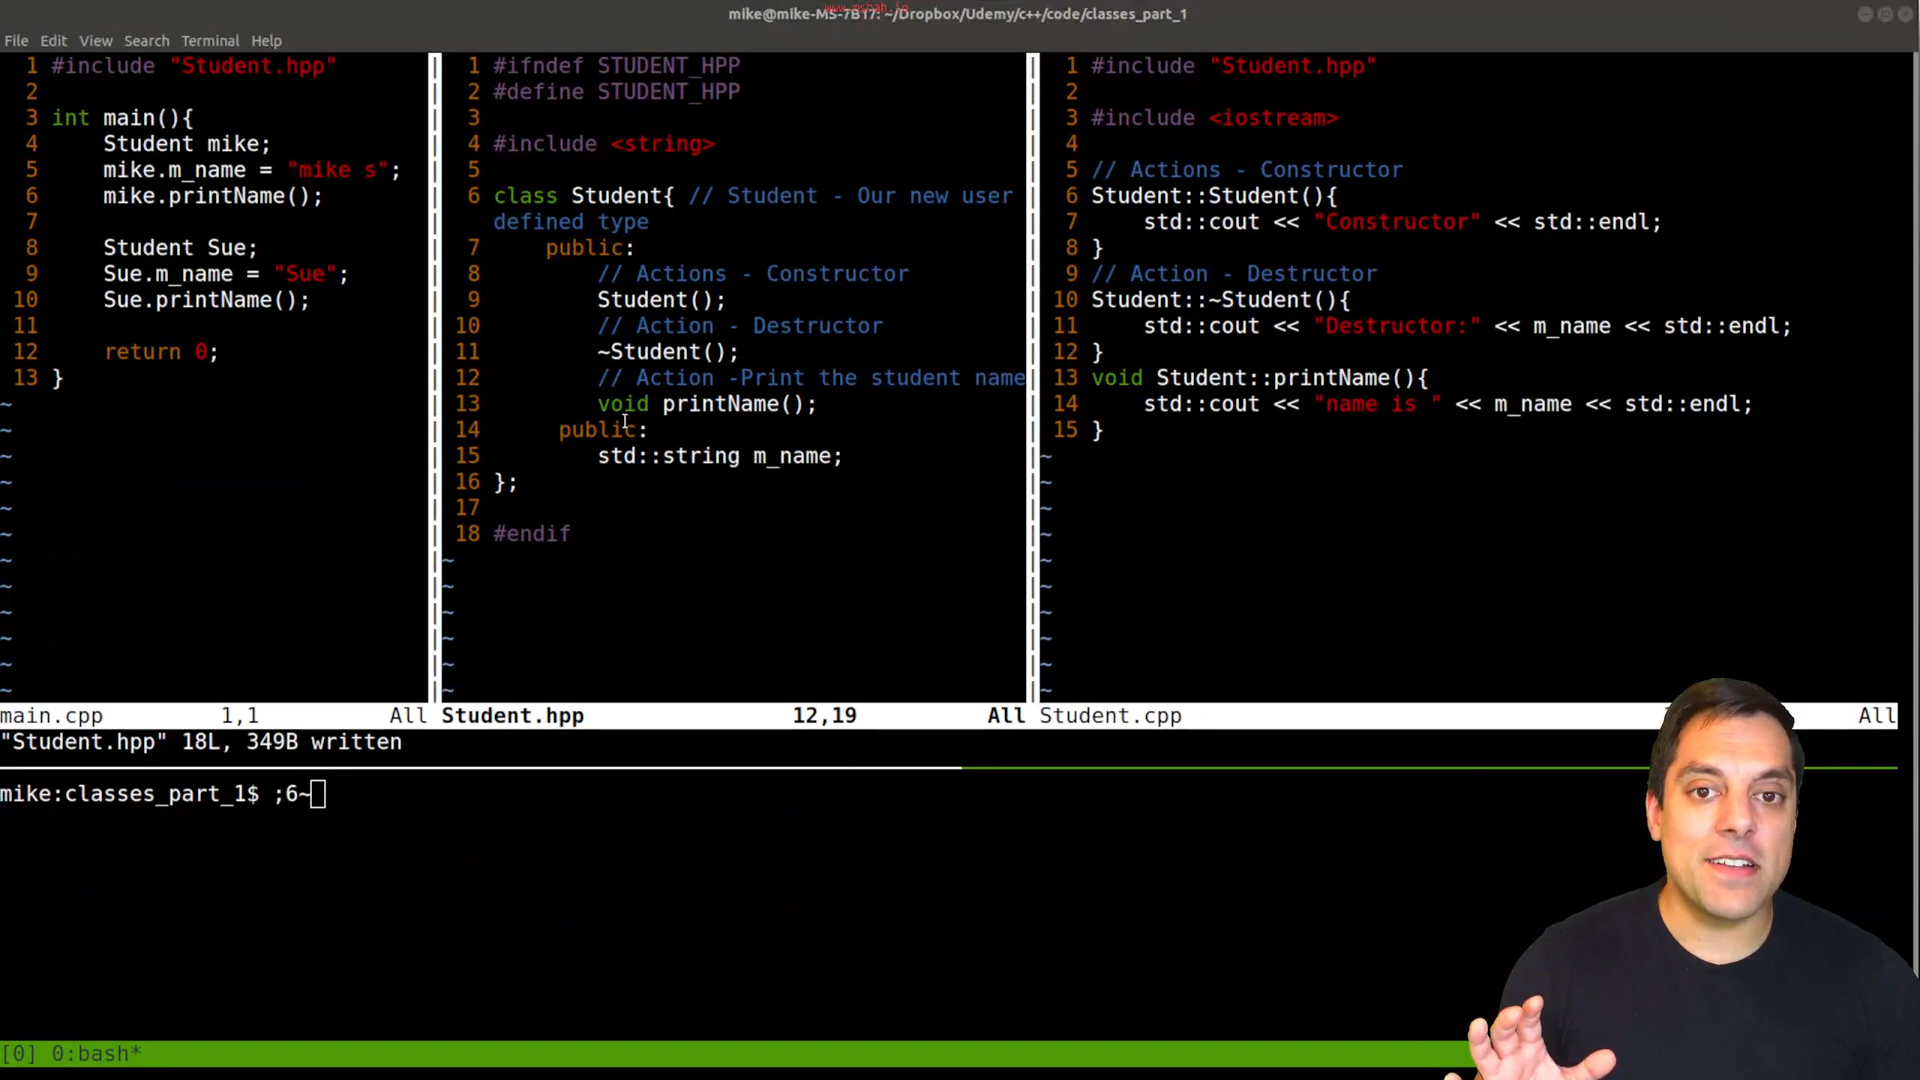 www.mshah.io
mike@mike-MS-7B17: ~/Dropbox/Udemy/c++/code/classes_part_1
File Edit View Search Terminal Help
1 #include "Student.hpp"
2
3 int main(){
4 Student mike;
5 mike.m_name = "mike s";
6 mike.printName();
7
8 Student Sue;
9 Sue.m_name = "Sue";
10 Sue.printName();
11
12 return 0;
13 }
~
~
~
~
~
~
~
~
~
~
~
~
main.cpp 1,1 All
1 #ifndef STUDENT_HPP
2 #define STUDENT_HPP
3
4 #include <string>
5
6 class Student{ // Student - Our new user
defined type
7 public:
8 // Actions - Constructor
9 Student();
10 // Action - Destructor
11 ~Student();
12 // Action -Print the student name
13 void printName();
14 public:
15 std::string m_name;
16 };
17
18 #endif
~
~
~
~
~
~
Student.hpp 12,19 All
1 #include "Student.hpp"
2
3 #include <iostream>
4
5 // Actions - Constructor
6 Student::Student(){
7 std::cout << "Constructor" << std::endl;
8 }
9 // Action - Destructor
10 Student::~Student(){
11 std::cout << "Destructor:" << m_name << std::endl;
12 }
13 void Student::printName(){
14 std::cout << "name is " << m_name << std::endl;
15 }
~
~
~
~
~
~
~
~
~
~
Student.cpp All
"Student.hpp" 18L, 349B written
mike:classes_part_1$ ;6~
[0] 0:bash*